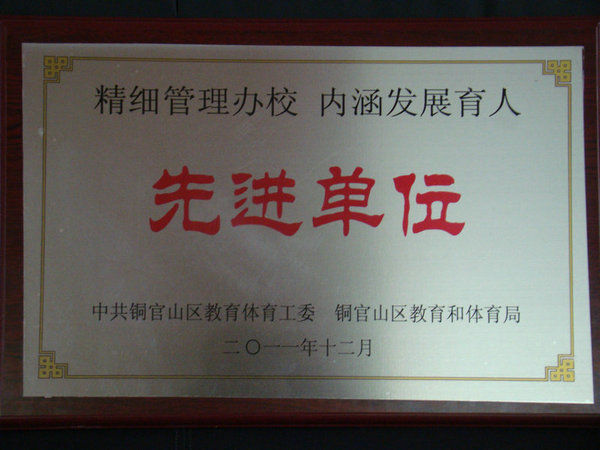 精细管理办校 内涵发展育人
先进单位
中共铜官山区教育体育工委 铜官山区教育和体育局
二〇一一年十二月